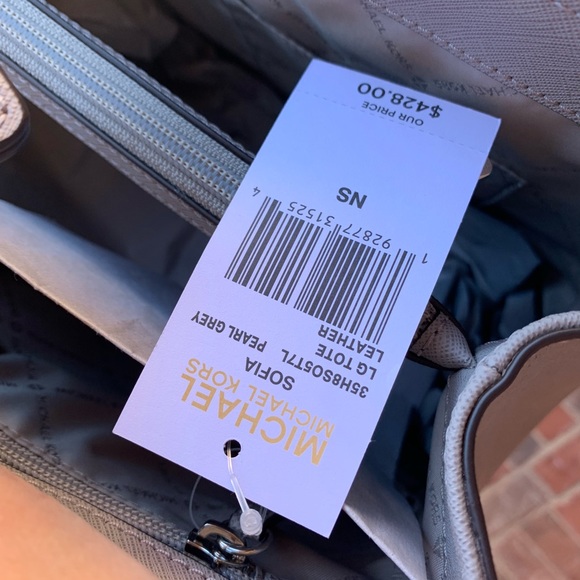 MICHAEL
MICHAEL KORS
SOFIA
35H8SO5T7L PEARL GREY
LG TOTE
LEATHER
1 92877 31525 4
NS
OUR PRICE
$428.00